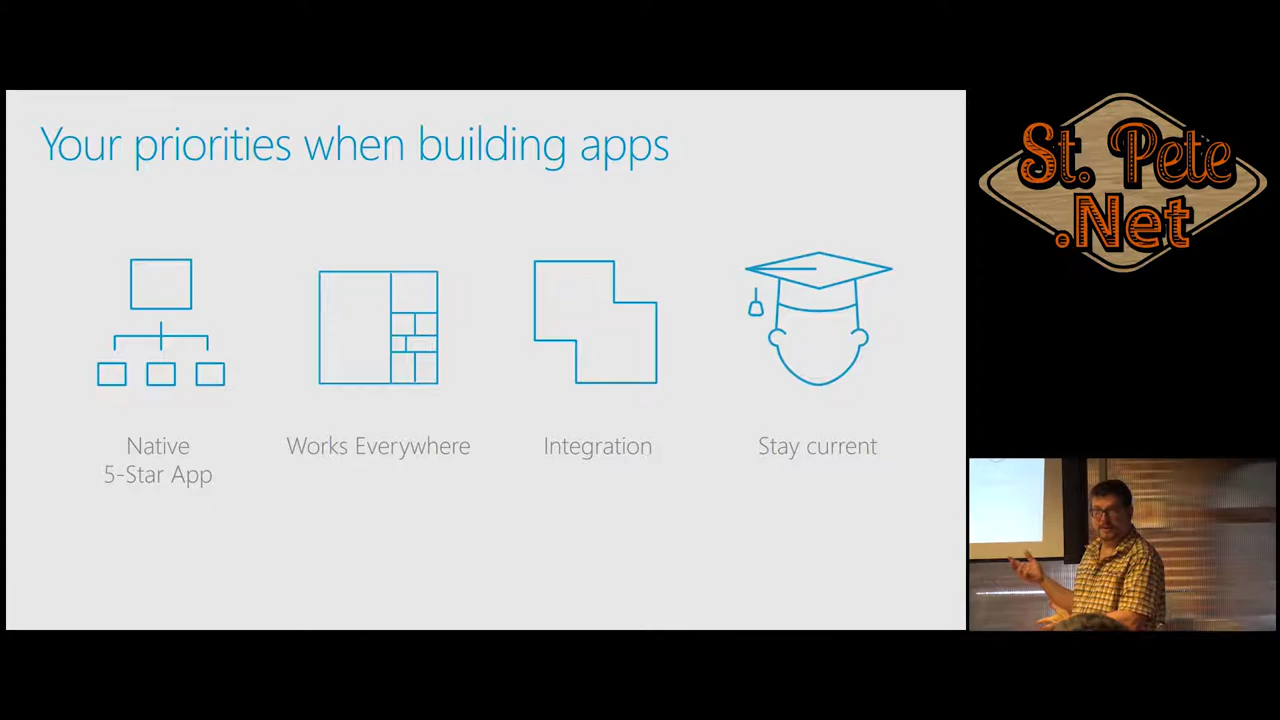 Your priorities when building apps
Native
5-Star App
Works Everywhere
Integration
Stay current
St. Pete
.Net